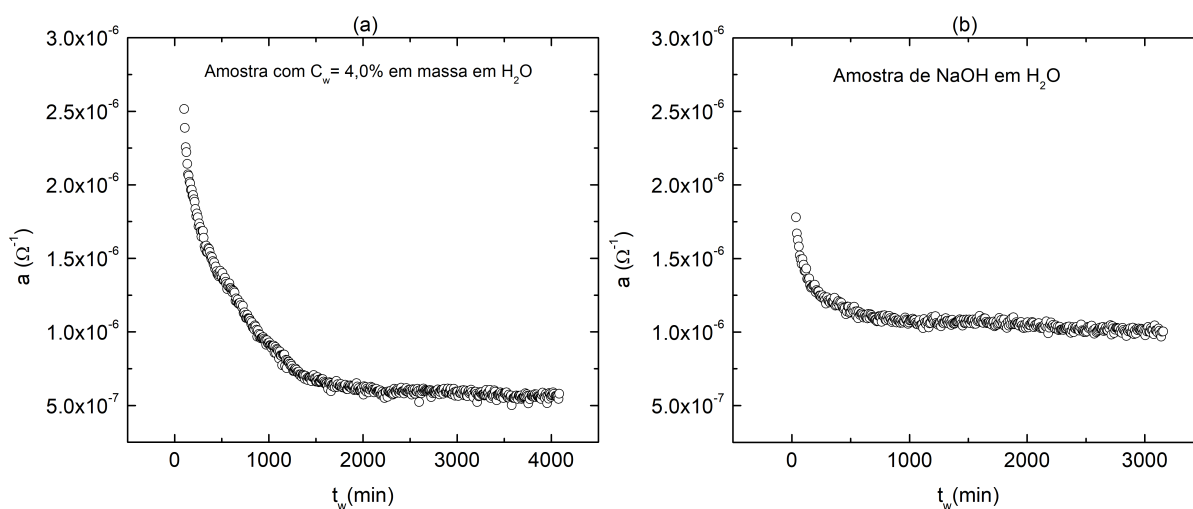 (a)
Amostra com C_w= 4,0% em massa em H₂O
3.0x10⁻⁶
2.5x10⁻⁶
2.0x10⁻⁶
1.5x10⁻⁶
1.0x10⁻⁶
5.0x10⁻⁷
a (Ω⁻¹)
0 1000 2000 3000 4000
t_w(min)
(b)
Amostra de NaOH em H₂O
3.0x10⁻⁶
2.5x10⁻⁶
2.0x10⁻⁶
1.5x10⁻⁶
1.0x10⁻⁶
5.0x10⁻⁷
a (Ω⁻¹)
0 1000 2000 3000
t_w(min)